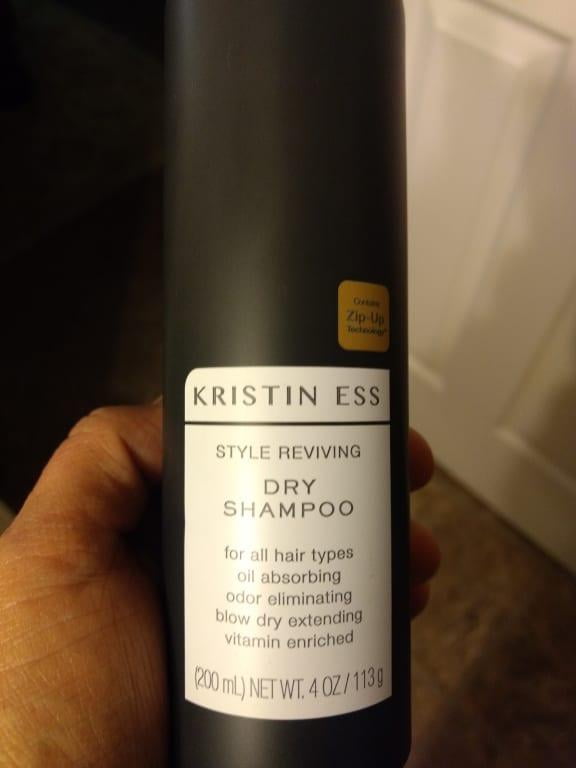 Contains
Zip-Up
Technology®
KRISTIN ESS
STYLE REVIVING
DRY
SHAMPOO
for all hair types
oil absorbing
odor eliminating
blow dry extending
vitamin enriched
(200 mL) NET WT. 4 OZ / 113 g